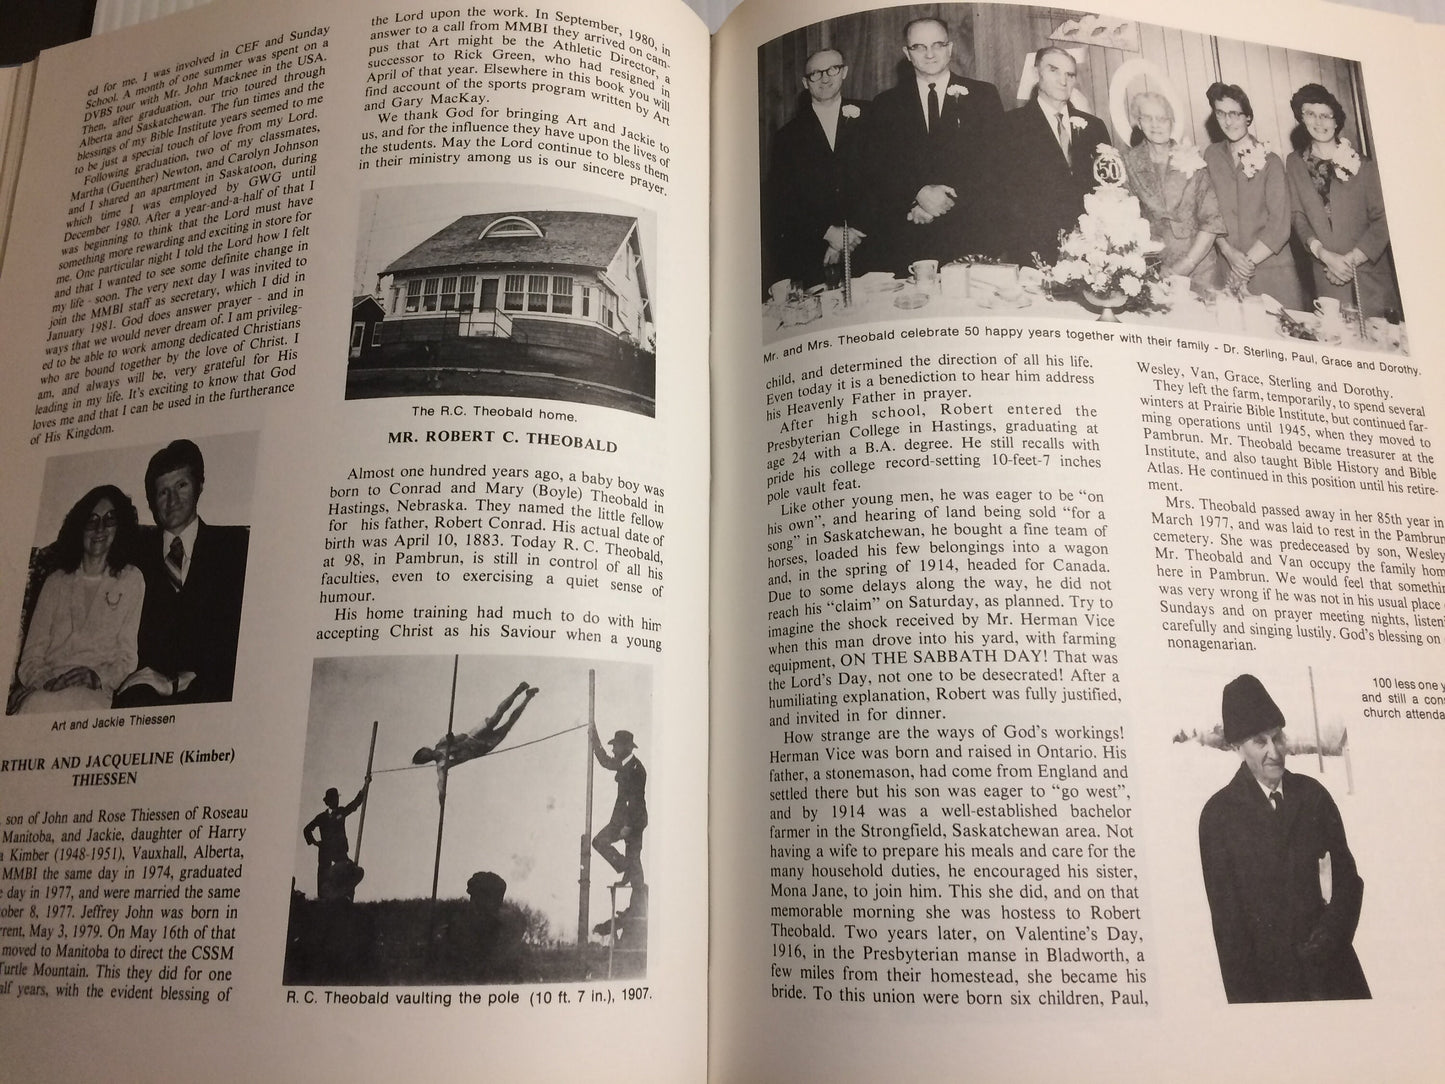 ed for me. I was involved in CEF and Sunday
School. A month of one summer was spent on a
DVBS tour with Mr. John Macknee in the USA.
Then, after graduation, our trio toured through
Alberta and Saskatchewan. The fun times and the
blessings of my Bible Institute years seemed to me
to be just a special touch of love from my Lord.
Following graduation, two of my classmates,
Martha (Guenther) Newton, and Carolyn Johnson
and I shared an apartment in Saskatoon, during
which time I was employed by GWG until
December 1980. After a year-and-a-half of that I
was beginning to think that the Lord must have
something more rewarding and exciting in store for
me. One particular night I told the Lord how I felt
and that I wanted to see some definite change in
my life - soon. The very next day I was invited to
join the MMBI staff as secretary, which I did in
January 1981. God does answer prayer - and in
ways that we would never dream of. I am privileg-
ed to be able to work among dedicated Christians
who are bound together by the love of Christ. I
am, and always will be, very grateful for His
leading in my life. It's exciting to know that God
loves me and that I can be used in the furtherance
of His Kingdom.
Art and Jackie Thiessen
RTHUR AND JACQUELINE (Kimber)
THIESSEN
son of John and Rose Thiessen of Roseau
Manitoba, and Jackie, daughter of Harry
a Kimber (1948-1951), Vauxhall, Alberta,
MMBI the same day in 1974, graduated
day in 1977, and were married the same
ober 8, 1977. Jeffrey John was born in
rrent, May 3, 1979. On May 16th of that
moved to Manitoba to direct the CSSM
Turtle Mountain. This they did for one
alf years, with the evident blessing of
the Lord upon the work. In September, 1980, in
answer to a call from MMBI they arrived on cam-
pus that Art might be the Athletic Director, a
successor to Rick Green, who had resigned in
April of that year. Elsewhere in this book you will
find account of the sports program written by Art
and Gary MacKay.
We thank God for bringing Art and Jackie to
us, and for the influence they have upon the lives of
the students. May the Lord continue to bless them
in their ministry among us is our sincere prayer.
The R.C. Theobald home.
MR. ROBERT C. THEOBALD
Almost one hundred years ago, a baby boy was
born to Conrad and Mary (Boyle) Theobald in
Hastings, Nebraska. They named the little fellow
for his father, Robert Conrad. His actual date of
birth was April 10, 1883. Today R. C. Theobald,
at 98, in Pambrun, is still in control of all his
faculties, even to exercising a quiet sense of
humour.
His home training had much to do with him
accepting Christ as his Saviour when a young
R. C. Theobald vaulting the pole (10 ft. 7 in.), 1907.
50
Mr. and Mrs. Theobald celebrate 50 happy years together with their family - Dr. Sterling, Paul, Grace and Dorothy.
child, and determined the direction of all his life.
Even today it is a benediction to hear him address
his Heavenly Father in prayer.
After high school, Robert entered the
Presbyterian College in Hastings, graduating at
age 24 with a B.A. degree. He still recalls with
pride his college record-setting 10-feet-7 inches
pole vault feat.
Like other young men, he was eager to be "on
his own", and hearing of land being sold "for a
song" in Saskatchewan, he bought a fine team of
horses, loaded his few belongings into a wagon
and, in the spring of 1914, headed for Canada.
Due to some delays along the way, he did not
reach his "claim" on Saturday, as planned. Try to
imagine the shock received by Mr. Herman Vice
when this man drove into his yard, with farming
equipment, ON THE SABBATH DAY! That was
the Lord's Day, not one to be desecrated! After a
humiliating explanation, Robert was fully justified,
and invited in for dinner.
How strange are the ways of God's workings!
Herman Vice was born and raised in Ontario. His
father, a stonemason, had come from England and
settled there but his son was eager to "go west",
and by 1914 was a well-established bachelor
farmer in the Strongfield, Saskatchewan area. Not
having a wife to prepare his meals and care for the
many household duties, he encouraged his sister,
Mona Jane, to join him. This she did, and on that
memorable morning she was hostess to Robert
Theobald. Two years later, on Valentine's Day,
1916, in the Presbyterian manse in Bladworth, a
few miles from their homestead, she became his
bride. To this union were born six children, Paul,
Wesley, Van, Grace, Sterling and Dorothy.
They left the farm, temporarily, to spend several
winters at Prairie Bible Institute, but continued far-
ming operations until 1945, when they moved to
Pambrun. Mr. Theobald became treasurer at the
Institute, and also taught Bible History and Bible
Atlas. He continued in this position until his retire-
ment.
Mrs. Theobald passed away in her 85th year in
March 1977, and was laid to rest in the Pambrun
cemetery. She was predeceased by son, Wesley
Mr. Theobald and Van occupy the family hom
here in Pambrun. We would feel that somethin
was very wrong if he was not in his usual place
Sundays and on prayer meeting nights, listeni
carefully and singing lustily. God's blessing on
nonagenarian.
100 less one y
and still a con
church attenda